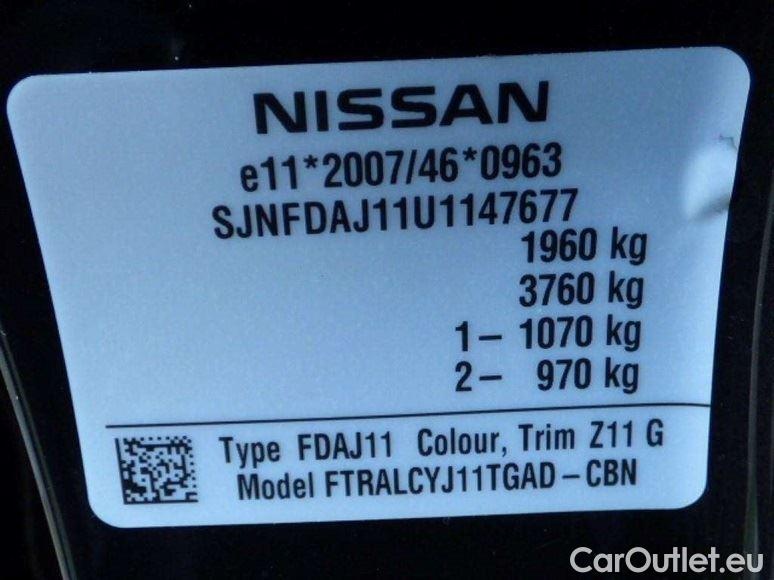 NISSAN
e11*2007/46*0963
SJNFDAJ11U1147677
1960 kg
3760 kg
1– 1070 kg
2– 970 kg
Type FDAJ11 Colour, Trim Z11 G
Model FTRALCYJ11TGAD–CBN
CarOutlet.eu